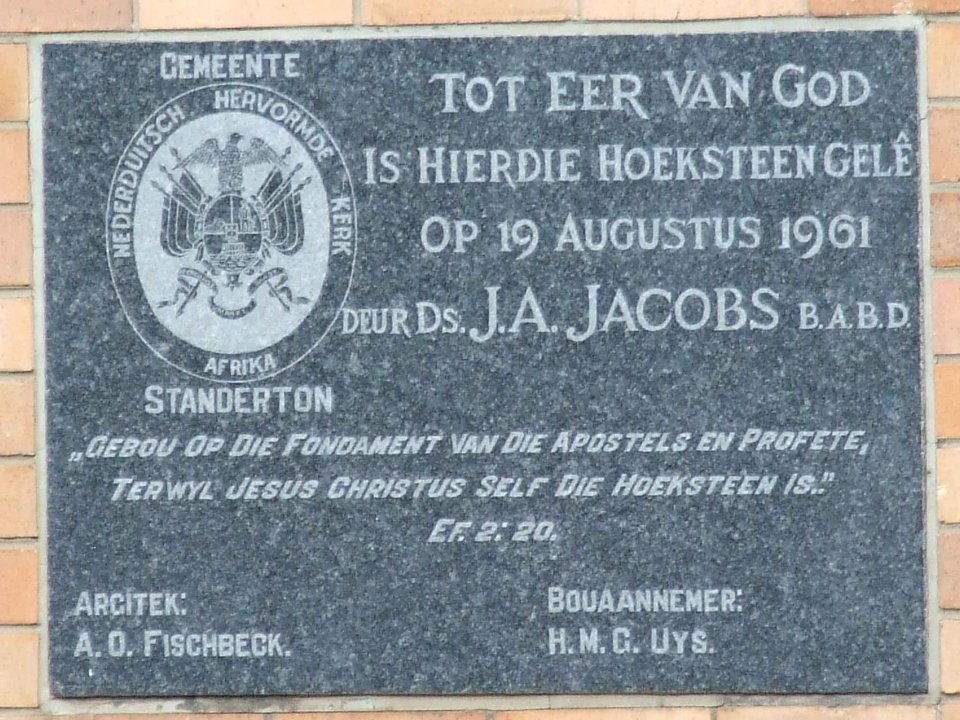 GEMEENTE
NEDERDUITSCH HERVORMDE KERK
AFRIKA
STANDERTON
TOT EER VAN GOD
IS HIERDIE HOEKSTEEN GELÊ
OP 19 AUGUSTUS 1961
DEUR DS. J.A. JACOBS B.A.B.D.
„GEBOU OP DIE FONDAMENT VAN DIE APOSTELS EN PROFETE,
TERWYL JESUS CHRISTUS SELF DIE HOEKSTEEN IS."
EF. 2: 20.
ARGITEK:
A. O. FISCHBECK.
BOUAANNEMER:
H.M.G. UYS.